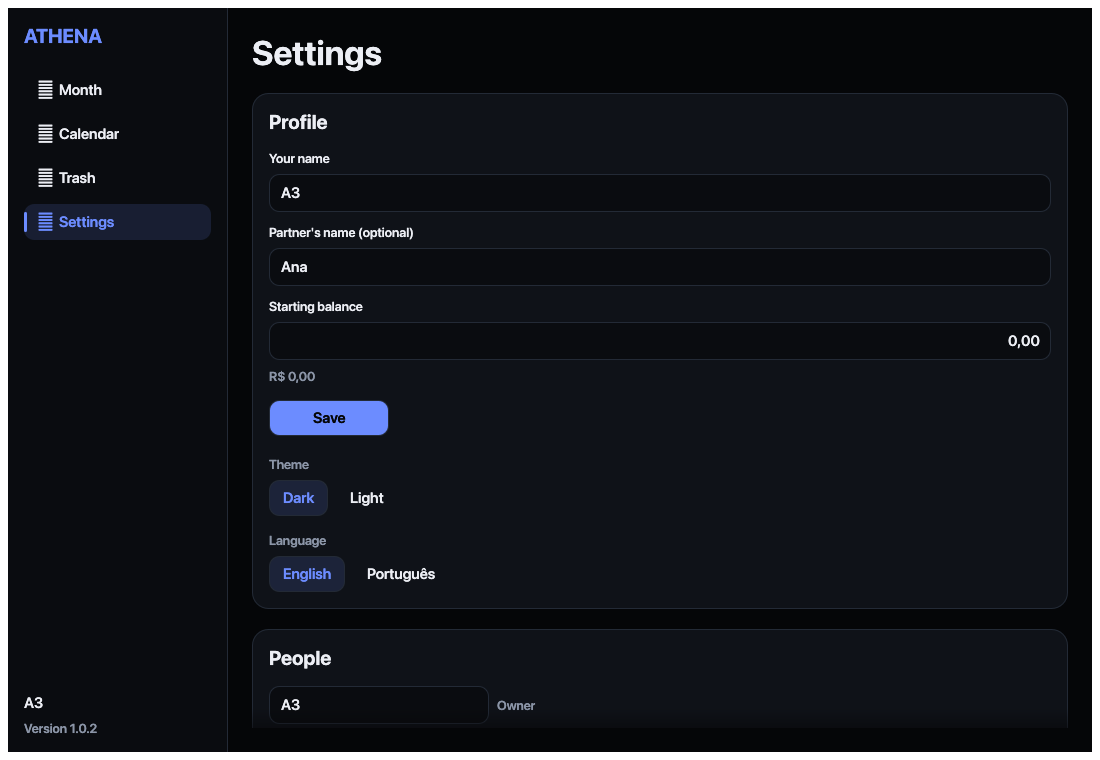 ATHENA
Month
Calendar
Trash
Settings
A3
Version 1.0.2
Settings
Profile
Your name
A3
Partner's name (optional)
Ana
Starting balance
0,00
R$ 0,00
Save
Theme
Dark Light
Language
English Português
People
A3 Owner